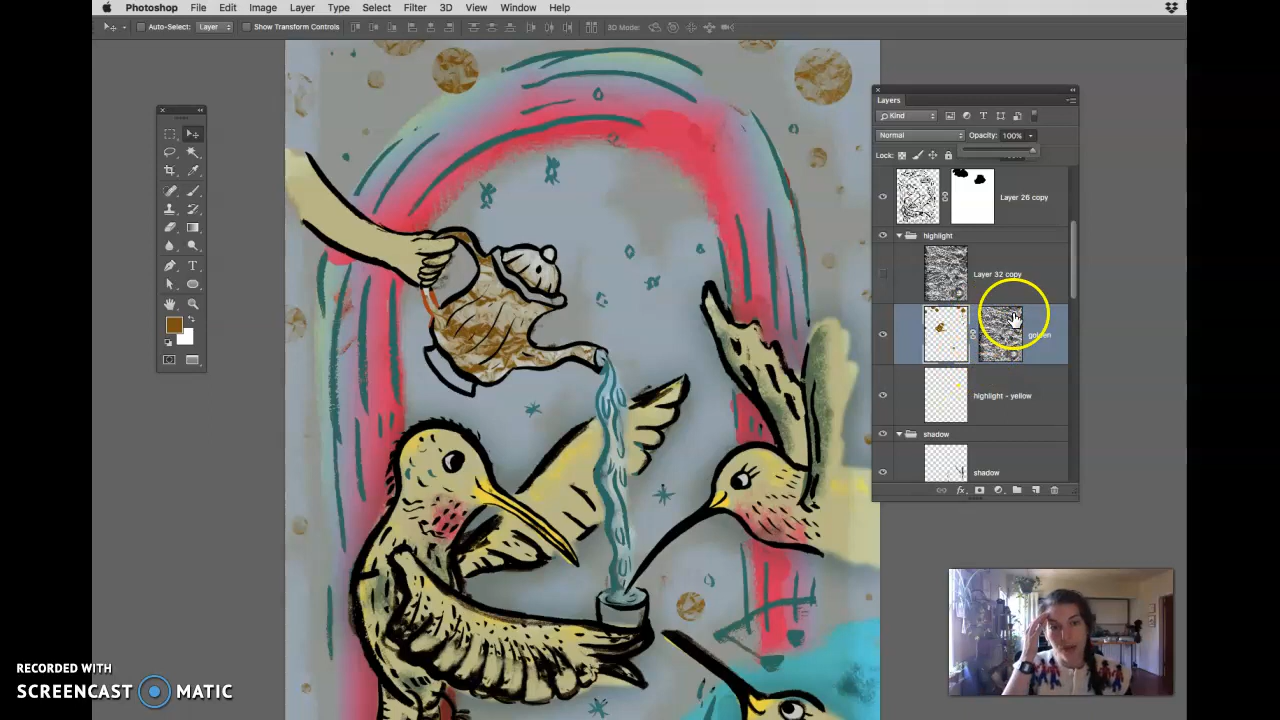 Photoshop File Edit Image Layer Type Select Filter 3D View Window Help
Auto-Select: Layer Show Transform Controls 3D Mode:
Layers
Kind
Normal Opacity: 100%
Lock:
Layer 26 copy
highlight
Layer 32 copy
golden
highlight - yellow
shadow
shadow
fx
RECORDED WITH
SCREENCAST MATIC